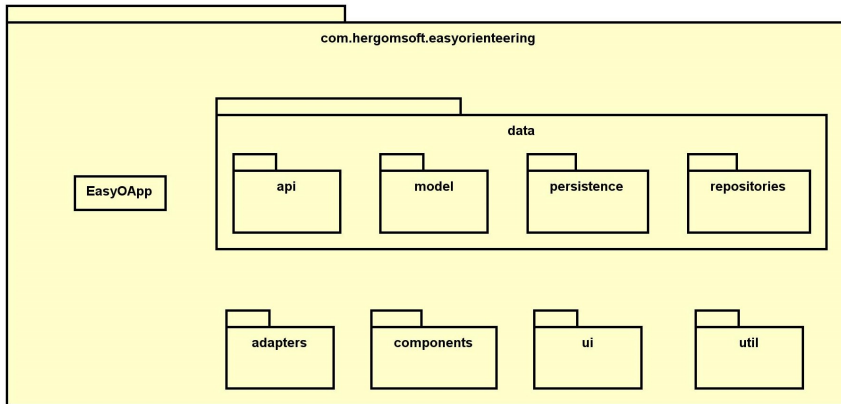 com.hergomsoft.easyorienteering
data
EasyOApp
api
model
persistence
repositories
adapters
components
ui
util